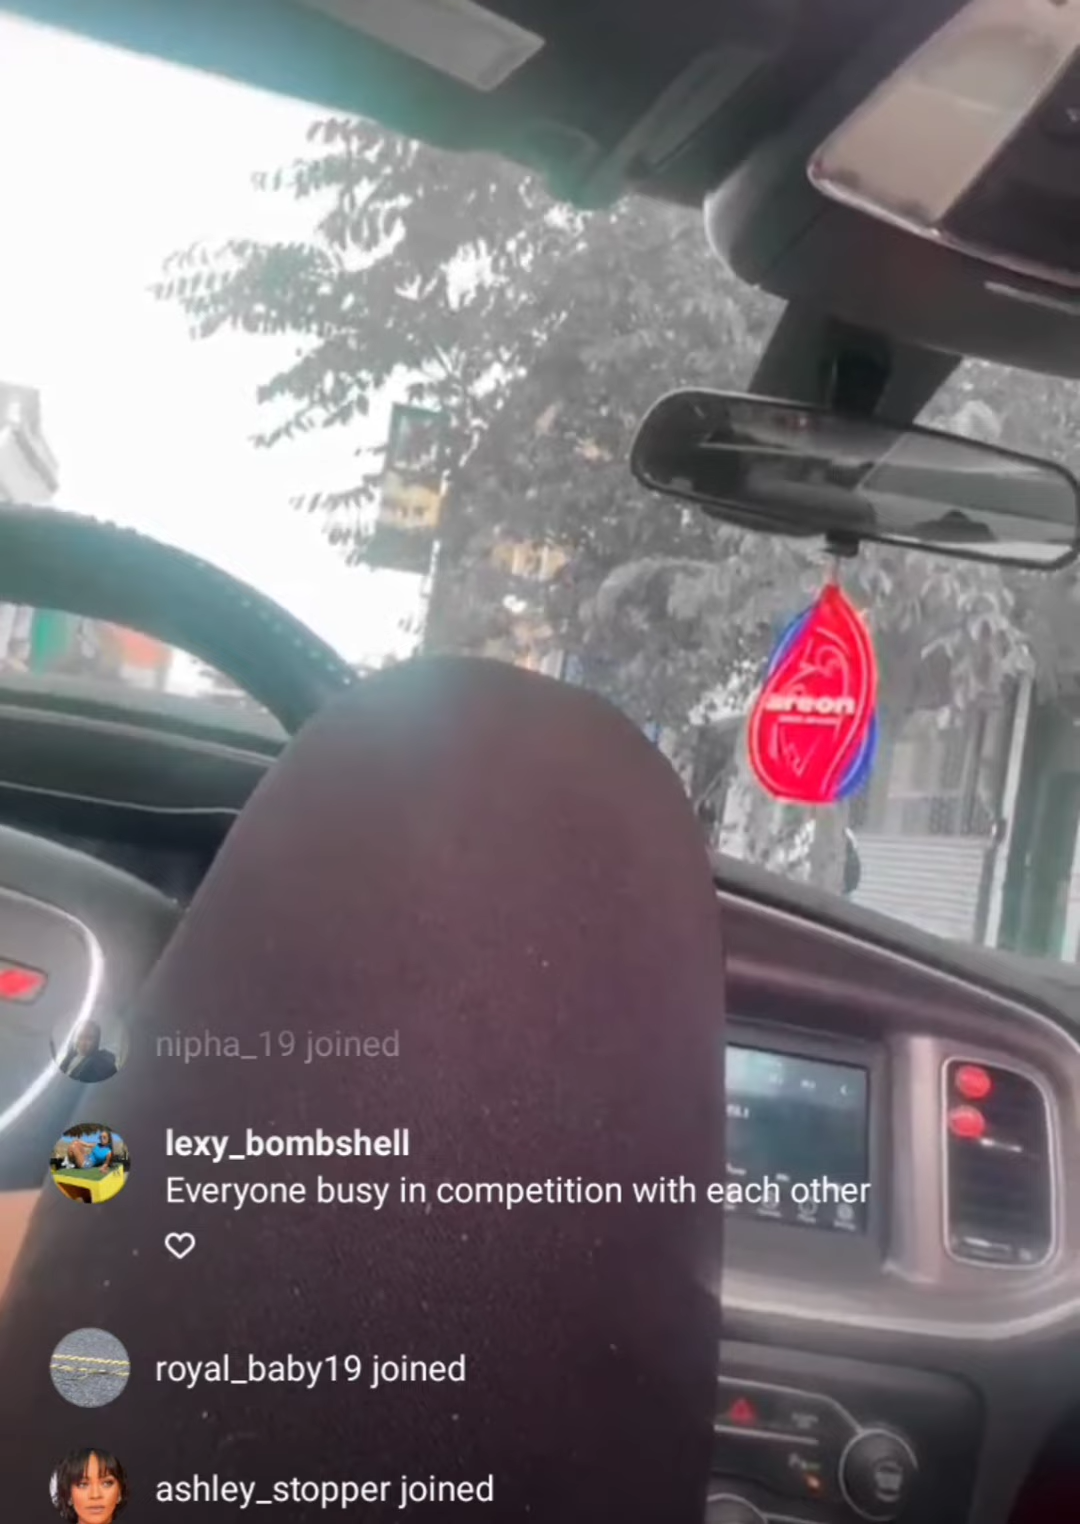 areon
nipha_19 joined
lexy_bombshell
Everyone busy in competition with each other
royal_baby19 joined
ashley_stopper joined